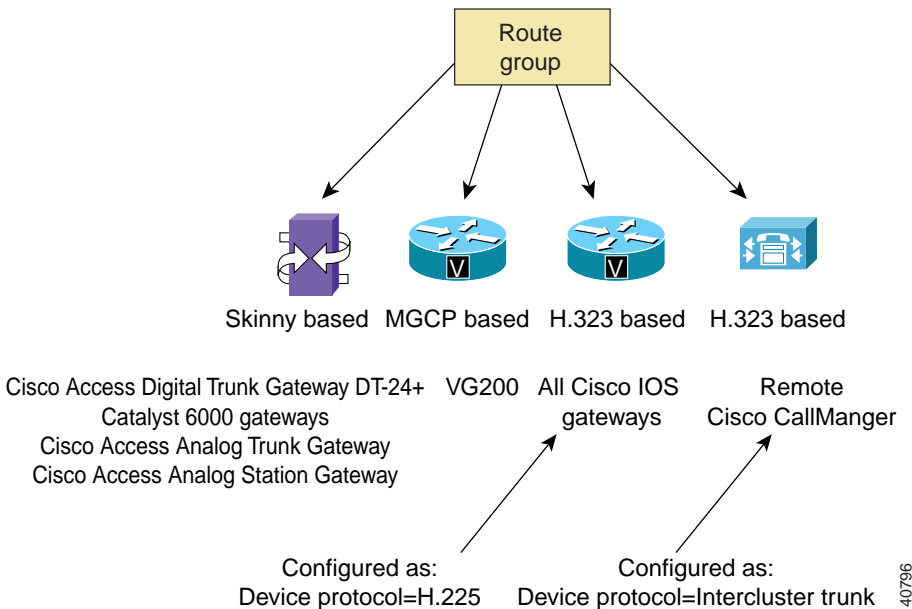 Route
group
V
V
Skinny based
MGCP based
H.323 based
H.323 based
Cisco Access Digital Trunk Gateway DT-24+
Catalyst 6000 gateways
Cisco Access Analog Trunk Gateway
Cisco Access Analog Station Gateway
VG200
All Cisco IOS
gateways
Remote
Cisco CallManger
Configured as:
Device protocol=H.225
Configured as:
Device protocol=Intercluster trunk
40796